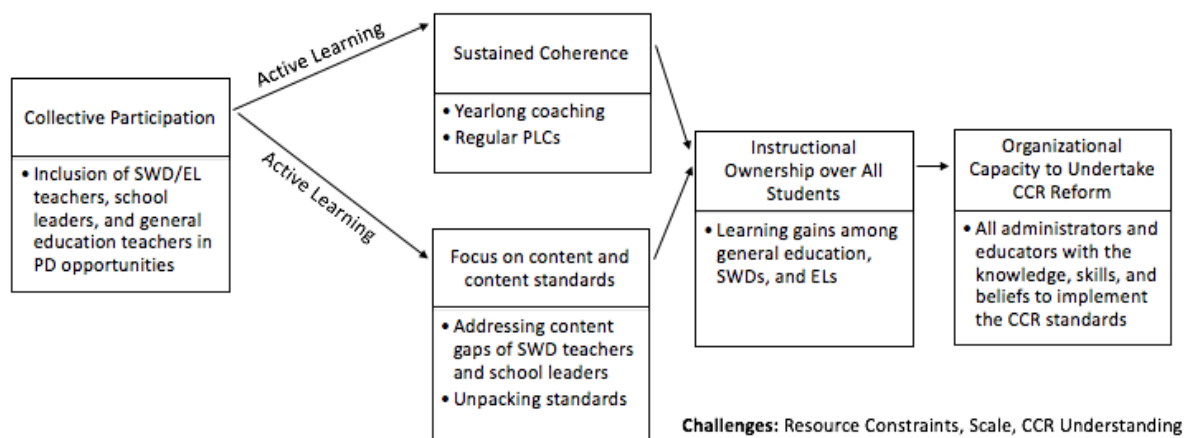 Collective Participation
• Inclusion of SWD/EL
teachers, school
leaders, and general
education teachers in
PD opportunities
Active Learning
Active Learning
Sustained Coherence
• Yearlong coaching
• Regular PLCs
Focus on content and
content standards
• Addressing content
gaps of SWD teachers
and school leaders
• Unpacking standards
Instructional
Ownership over All
Students
• Learning gains among
general education,
SWDs, and ELs
Organizational
Capacity to Undertake
CCR Reform
• All administrators and
educators with the
knowledge, skills, and
beliefs to implement
the CCR standards
Challenges: Resource Constraints, Scale, CCR Understanding